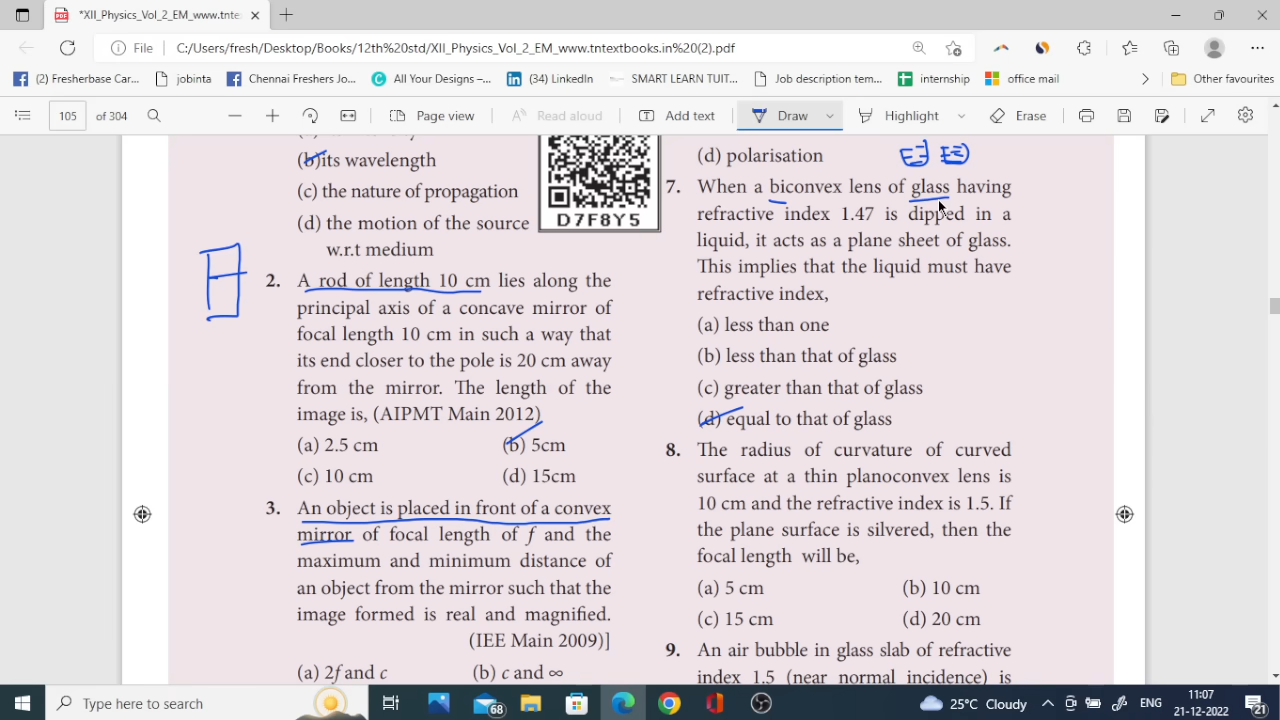 *XII_Physics_Vol_2_EM_www.tnte
File
C:/Users/fresh/Desktop/Books/12th%20std/XII_Physics_Vol_2_EM_www.tntextbooks.in%20(2).pdf
(2) Fresherbase Car...
jobinta
Chennai Freshers Jo...
All Your Designs –...
(34) LinkedIn
SMART LEARN TUIT...
Job description tem...
internship
office mail
Other favourites
105 of 304
Page view
Read aloud
Add text
Draw
Highlight
Erase
(b) its wavelength
(c) the nature of propagation
(d) the motion of the source
w.r.t medium
D7F8Y5
2. A rod of length 10 cm lies along the
principal axis of a concave mirror of
focal length 10 cm in such a way that
its end closer to the pole is 20 cm away
from the mirror. The length of the
image is, (AIPMT Main 2012)
(a) 2.5 cm (b) 5cm
(c) 10 cm (d) 15cm
3. An object is placed in front of a convex
mirror of focal length of f and the
maximum and minimum distance of
an object from the mirror such that the
image formed is real and magnified.
(IEE Main 2009)]
(a) 2f and c (b) c and ∞
(d) polarisation
7. When a biconvex lens of glass having
refractive index 1.47 is dipped in a
liquid, it acts as a plane sheet of glass.
This implies that the liquid must have
refractive index,
(a) less than one
(b) less than that of glass
(c) greater than that of glass
(d) equal to that of glass
8. The radius of curvature of curved
surface at a thin planoconvex lens is
10 cm and the refractive index is 1.5. If
the plane surface is silvered, then the
focal length will be,
(a) 5 cm (b) 10 cm
(c) 15 cm (d) 20 cm
9. An air bubble in glass slab of refractive
index 1.5 (near normal incidence) is
Type here to search
68
25°C Cloudy
ENG
11:07
21-12-2022
21